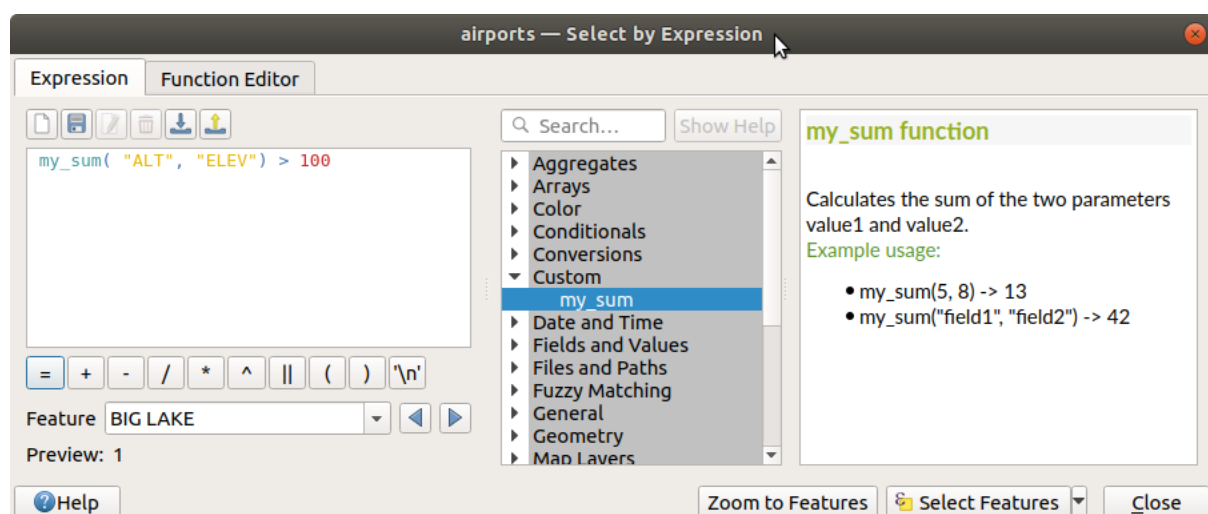 airports — Select by Expression
Expression
Function Editor
my_sum( "ALT", "ELEV") > 100
= + - / * ^ || ( ) '\n'
Feature BIG LAKE
Preview: 1
Search...
Show Help
Aggregates
Arrays
Color
Conditionals
Conversions
Custom
my_sum
Date and Time
Fields and Values
Files and Paths
Fuzzy Matching
General
Geometry
Map Layers
my_sum function
Calculates the sum of the two parameters
value1 and value2.
Example usage:
my_sum(5, 8) -> 13
my_sum("field1", "field2") -> 42
Help
Zoom to Features
Select Features
Close